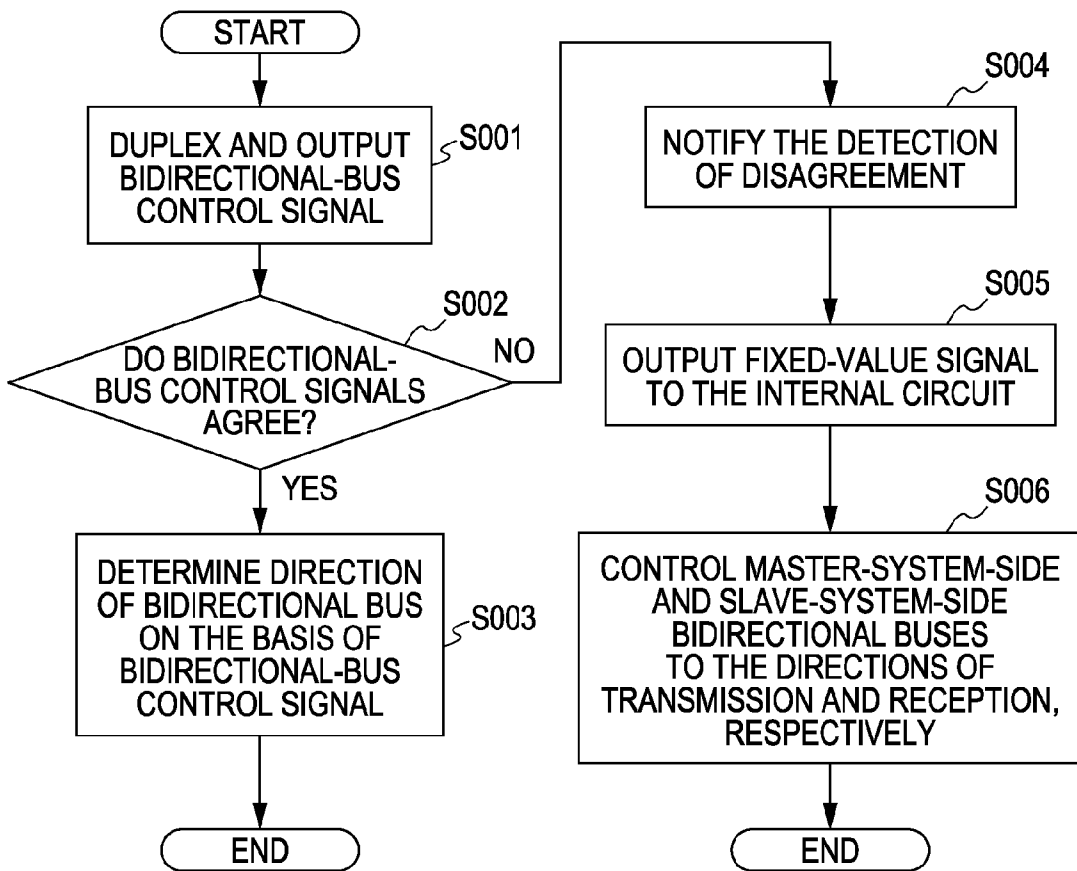 START
DUPLEX AND OUTPUT
BIDIRECTIONAL-BUS
CONTROL SIGNAL
S001
DO BIDIRECTIONAL-
BUS CONTROL SIGNALS
AGREE?
S002
NO
YES
DETERMINE DIRECTION
OF BIDIRECTIONAL BUS
ON THE BASIS OF
BIDIRECTIONAL-BUS
CONTROL SIGNAL
S003
END
S004
NOTIFY THE DETECTION
OF DISAGREEMENT
S005
OUTPUT FIXED-VALUE SIGNAL
TO THE INTERNAL CIRCUIT
S006
CONTROL MASTER-SYSTEM-SIDE
AND SLAVE-SYSTEM-SIDE
BIDIRECTIONAL BUSES
TO THE DIRECTIONS OF
TRANSMISSION AND RECEPTION,
RESPECTIVELY
END